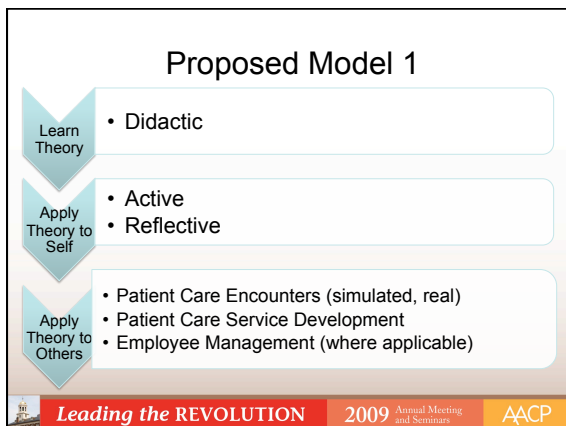 Proposed Model 1
Learn
Theory
• Didactic
Apply
Theory to
Self
• Active
• Reflective
Apply
Theory to
Others
• Patient Care Encounters (simulated, real)
• Patient Care Service Development
• Employee Management (where applicable)
Leading the REVOLUTION
2009 Annual Meeting
and Seminars
AACP